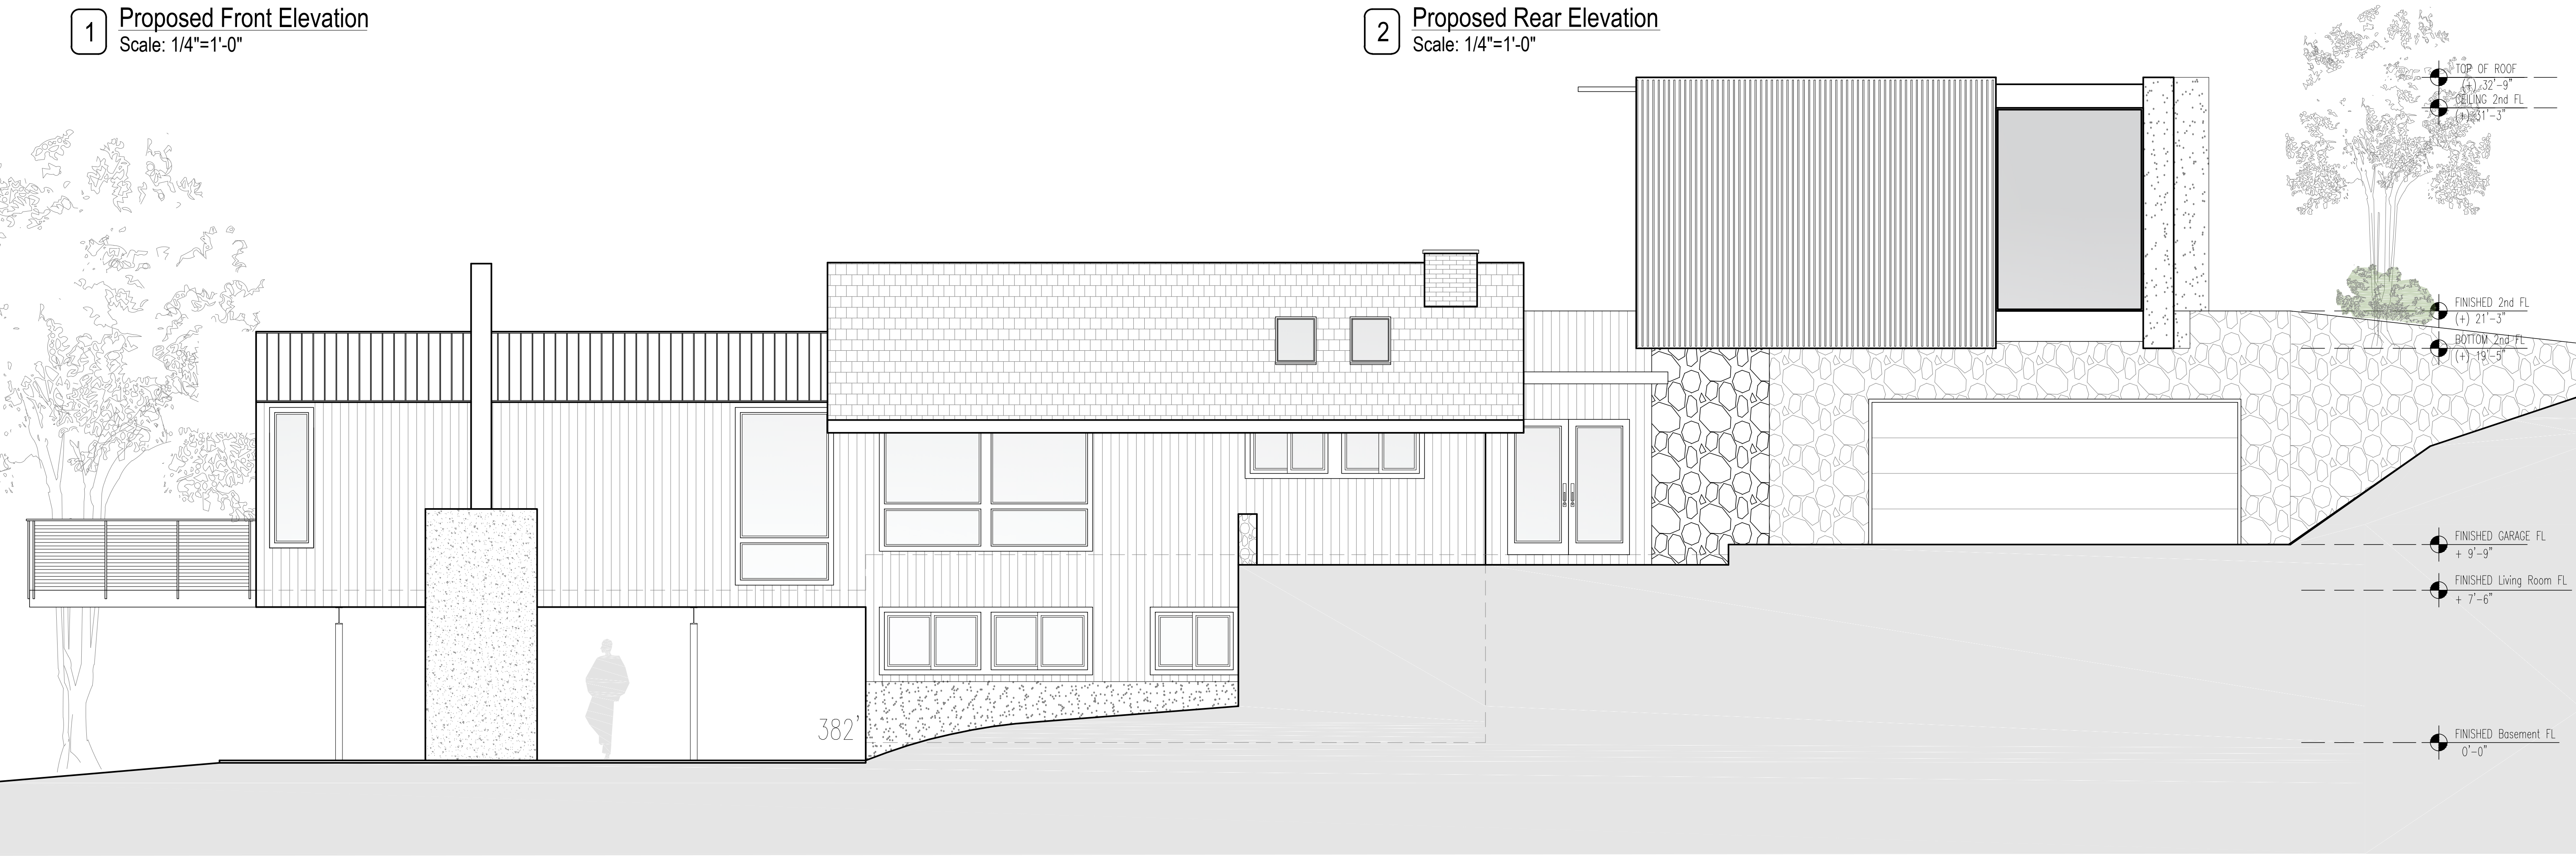 1
Proposed Front Elevation
Scale: 1/4"=1'-0"
2
Proposed Rear Elevation
Scale: 1/4"=1'-0"
TOP OF ROOF
(+) 32'-9"
CEILING 2nd FL
(+) 31'-3"
FINISHED 2nd FL
(+) 21'-3"
BOTTOM 2nd FL
(+) 19'-5"
FINISHED GARAGE FL
+ 9'-9"
FINISHED Living Room FL
+ 7'-6"
382'
FINISHED Basement FL
0'-0"